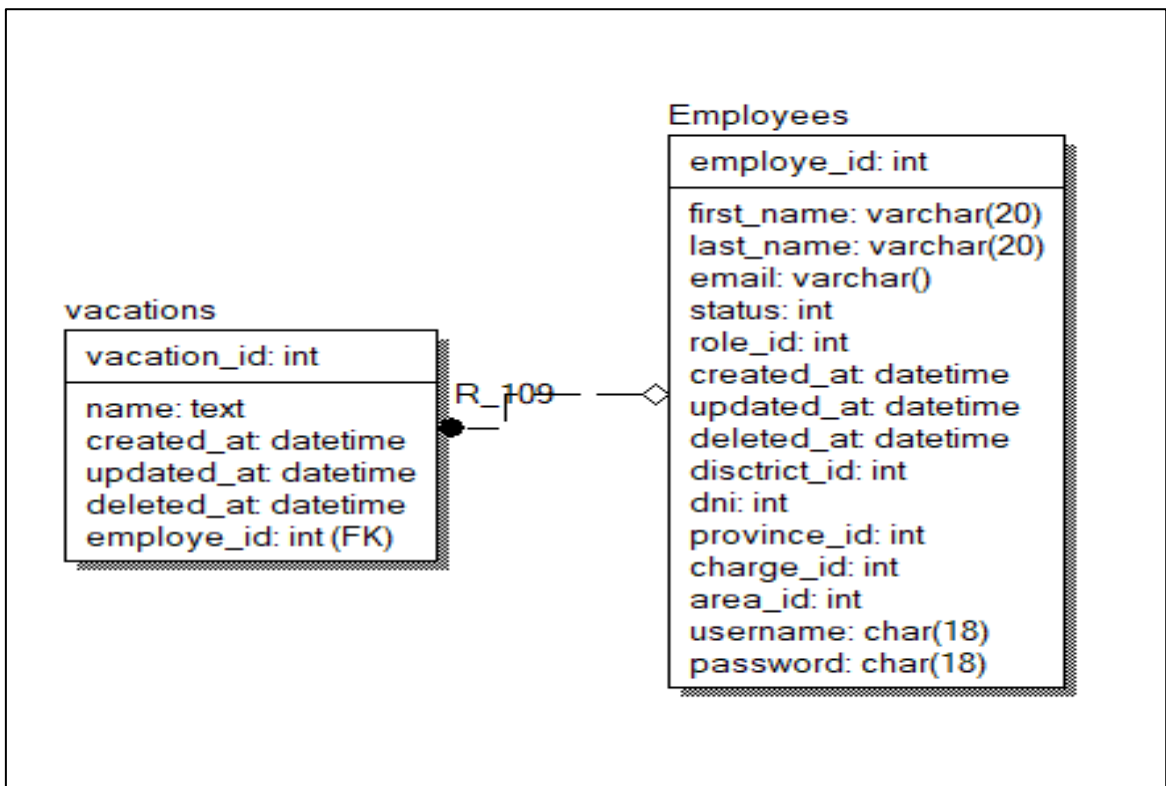 Employees
employe_id: int
first_name: varchar(20)
last_name: varchar(20)
email: varchar()
status: int
role_id: int
created_at: datetime
updated_at: datetime
deleted_at: datetime
disctrict_id: int
dni: int
province_id: int
charge_id: int
area_id: int
username: char(18)
password: char(18)
vacations
vacation_id: int
name: text
created_at: datetime
updated_at: datetime
deleted_at: datetime
employe_id: int (FK)
R_109